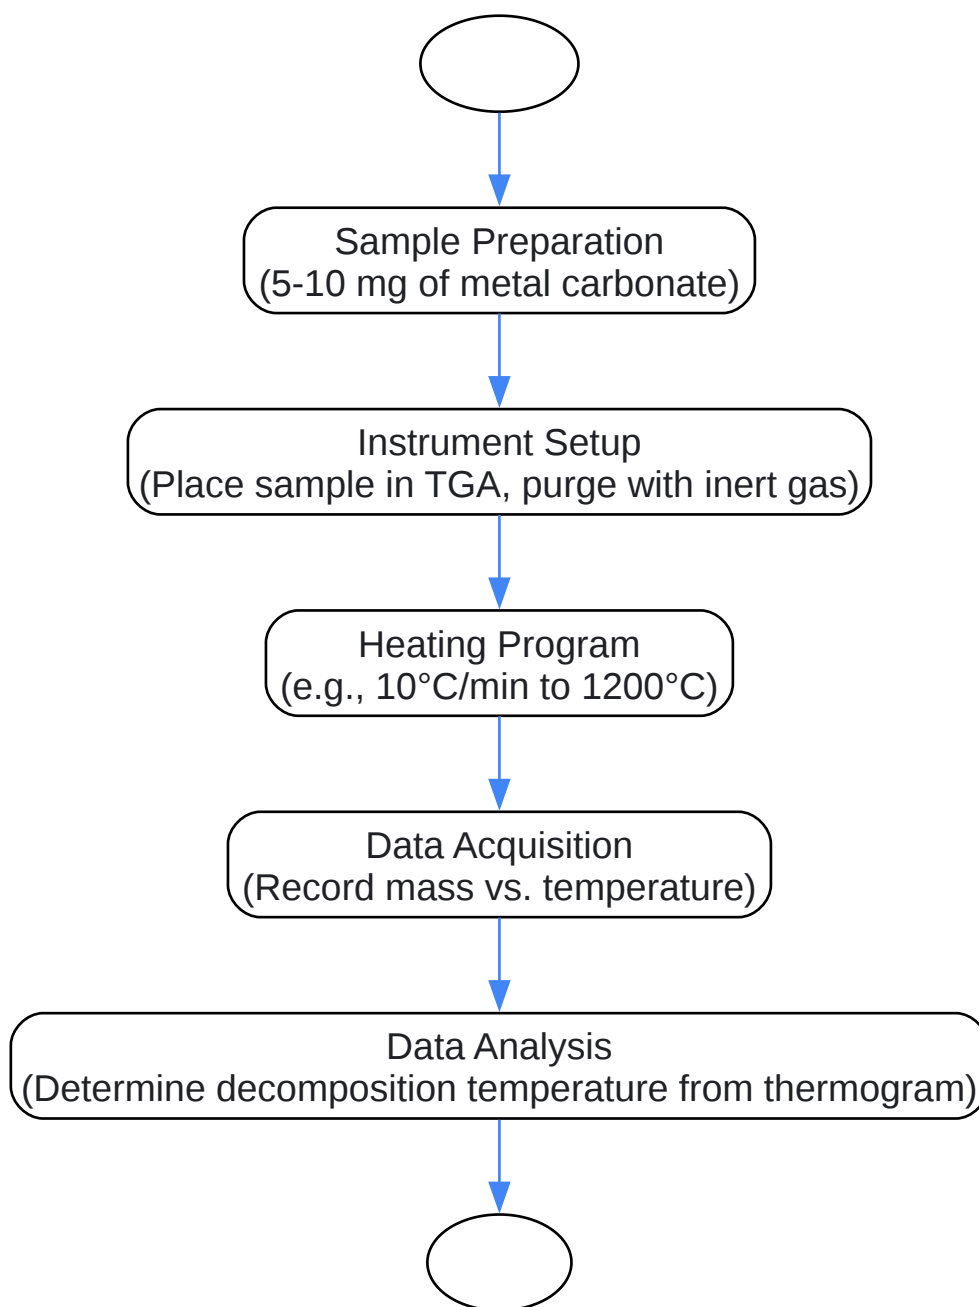 Sample Preparation
(5-10 mg of metal carbonate)
Instrument Setup
(Place sample in TGA, purge with inert gas)
Heating Program
(e.g., 10°C/min to 1200°C)
Data Acquisition
(Record mass vs. temperature)
Data Analysis
(Determine decomposition temperature from thermogram)